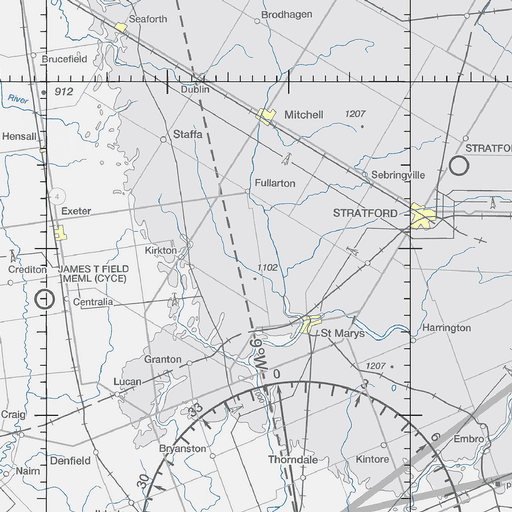 Seaforth
Brodhagen
Brucefield
912
Dublin
River
Mitchell
1207
Hensall
Staffa
STRATFOR
Sebringville
Fullarton
4
Exeter
STRATFORD
Kirkton
Crediton
JAMES T FIELD
MEML (CYCE)
1102
Centralia
St Marys
Harrington
9°W
Granton
1207
Lucan
0
3
33
Craig
6
Embro
Bryanston
Denfield
Thorndale
Kintore
Nairn
30